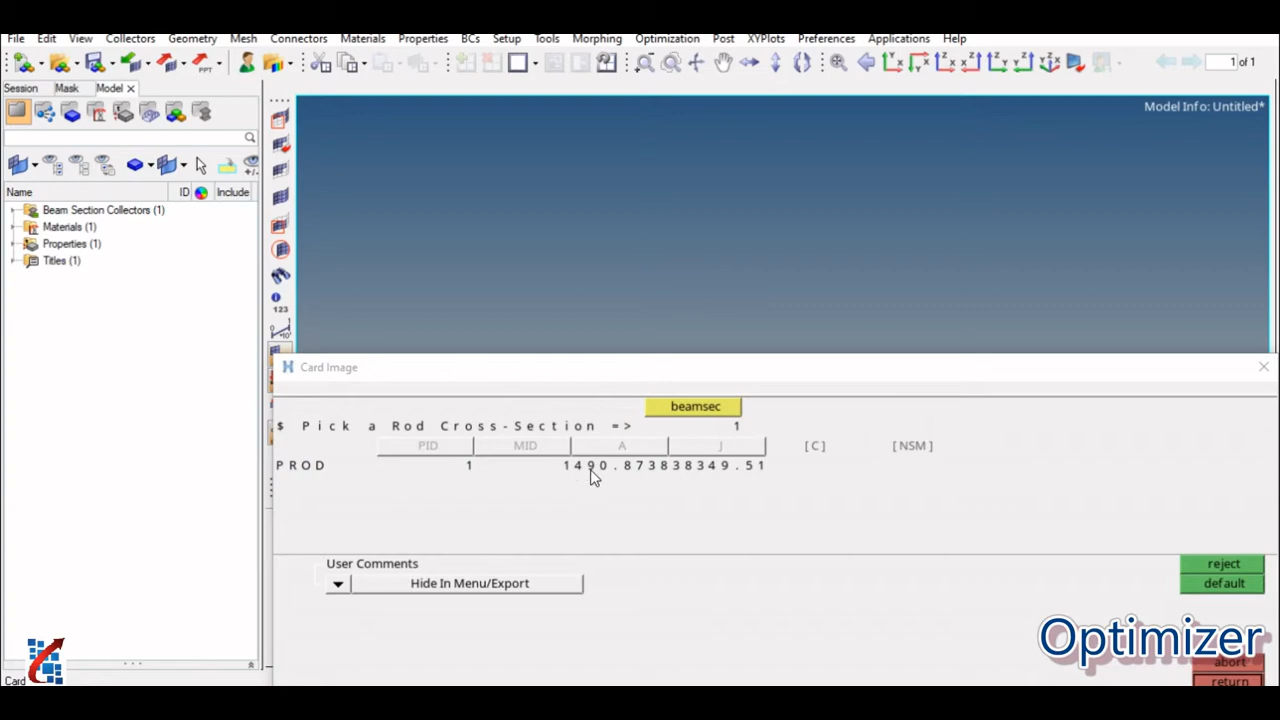 File Edit View Collectors Geometry Mesh Connectors Materials Properties BCs Setup Tools Morphing Optimization Post XYPlots Preferences Applications Help
1 of 1
Session Mask Model
Model Info: Untitled*
Name ID Include
Beam Section Collectors (1)
Materials (1)
Properties (1)
Titles (1)
123
Card Image
beamsec
$ Pick a Rod Cross-Section => 1
PID MID A J [C] [NSM]
PROD 1 1490.873838349.51
User Comments
Hide In Menu/Export
reject
default
Optimizer
abort
return
Card